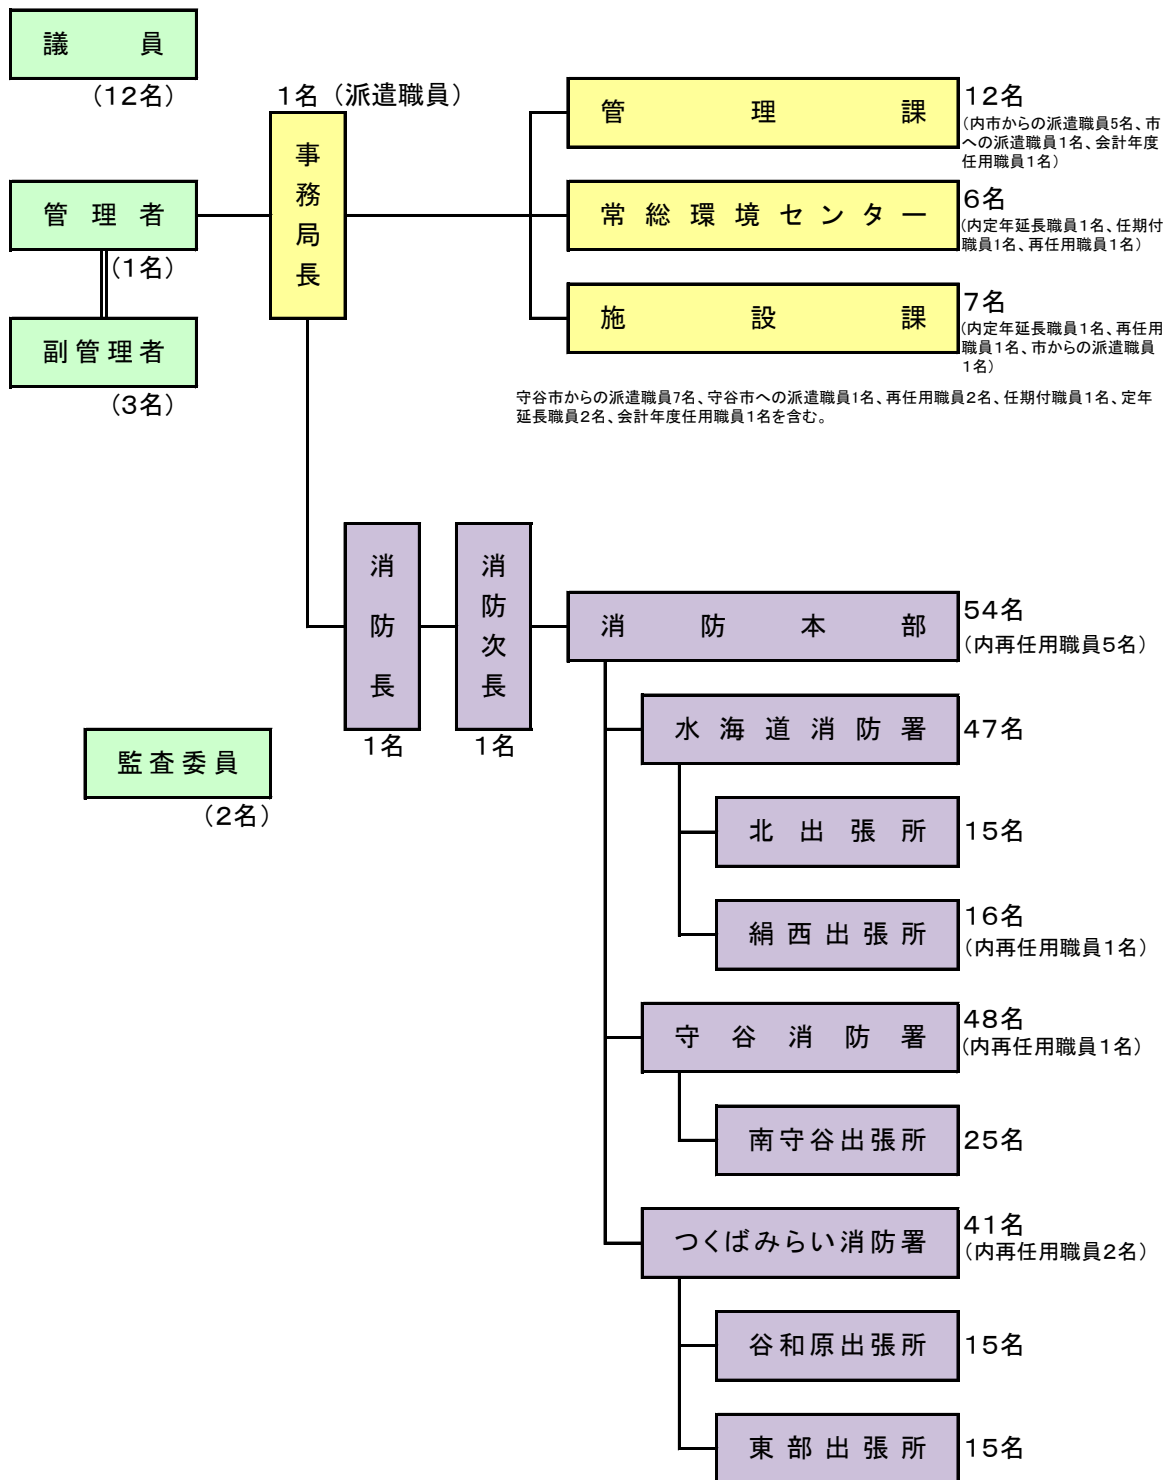 議員
(12名)
1名 (派遣職員)
事務局長
管理者
(1名)
副管理者
(3名)
管理課
12名
(内市からの派遣職員5名、市
への派遣職員1名、会計年度
任用職員1名)
常総環境センター
6名
(内定年延長職員1名、任期付
職員1名、再任用職員1名)
施設課
7名
(内定年延長職員1名、再任用
職員1名、市からの派遣職員
1名)
守谷市からの派遣職員7名、守谷市への派遣職員1名、再任用職員2名、任期付職員1名、定年
延長職員2名、会計年度任用職員1名を含む。
消防長
1名
消防次長
1名
消防本部
54名
(内再任用職員5名)
監査委員
(2名)
水海道消防署
47名
北出張所
15名
絹西出張所
16名
(内再任用職員1名)
守谷消防署
48名
(内再任用職員1名)
南守谷出張所
25名
つくばみらい消防署
41名
(内再任用職員2名)
谷和原出張所
15名
東部出張所
15名